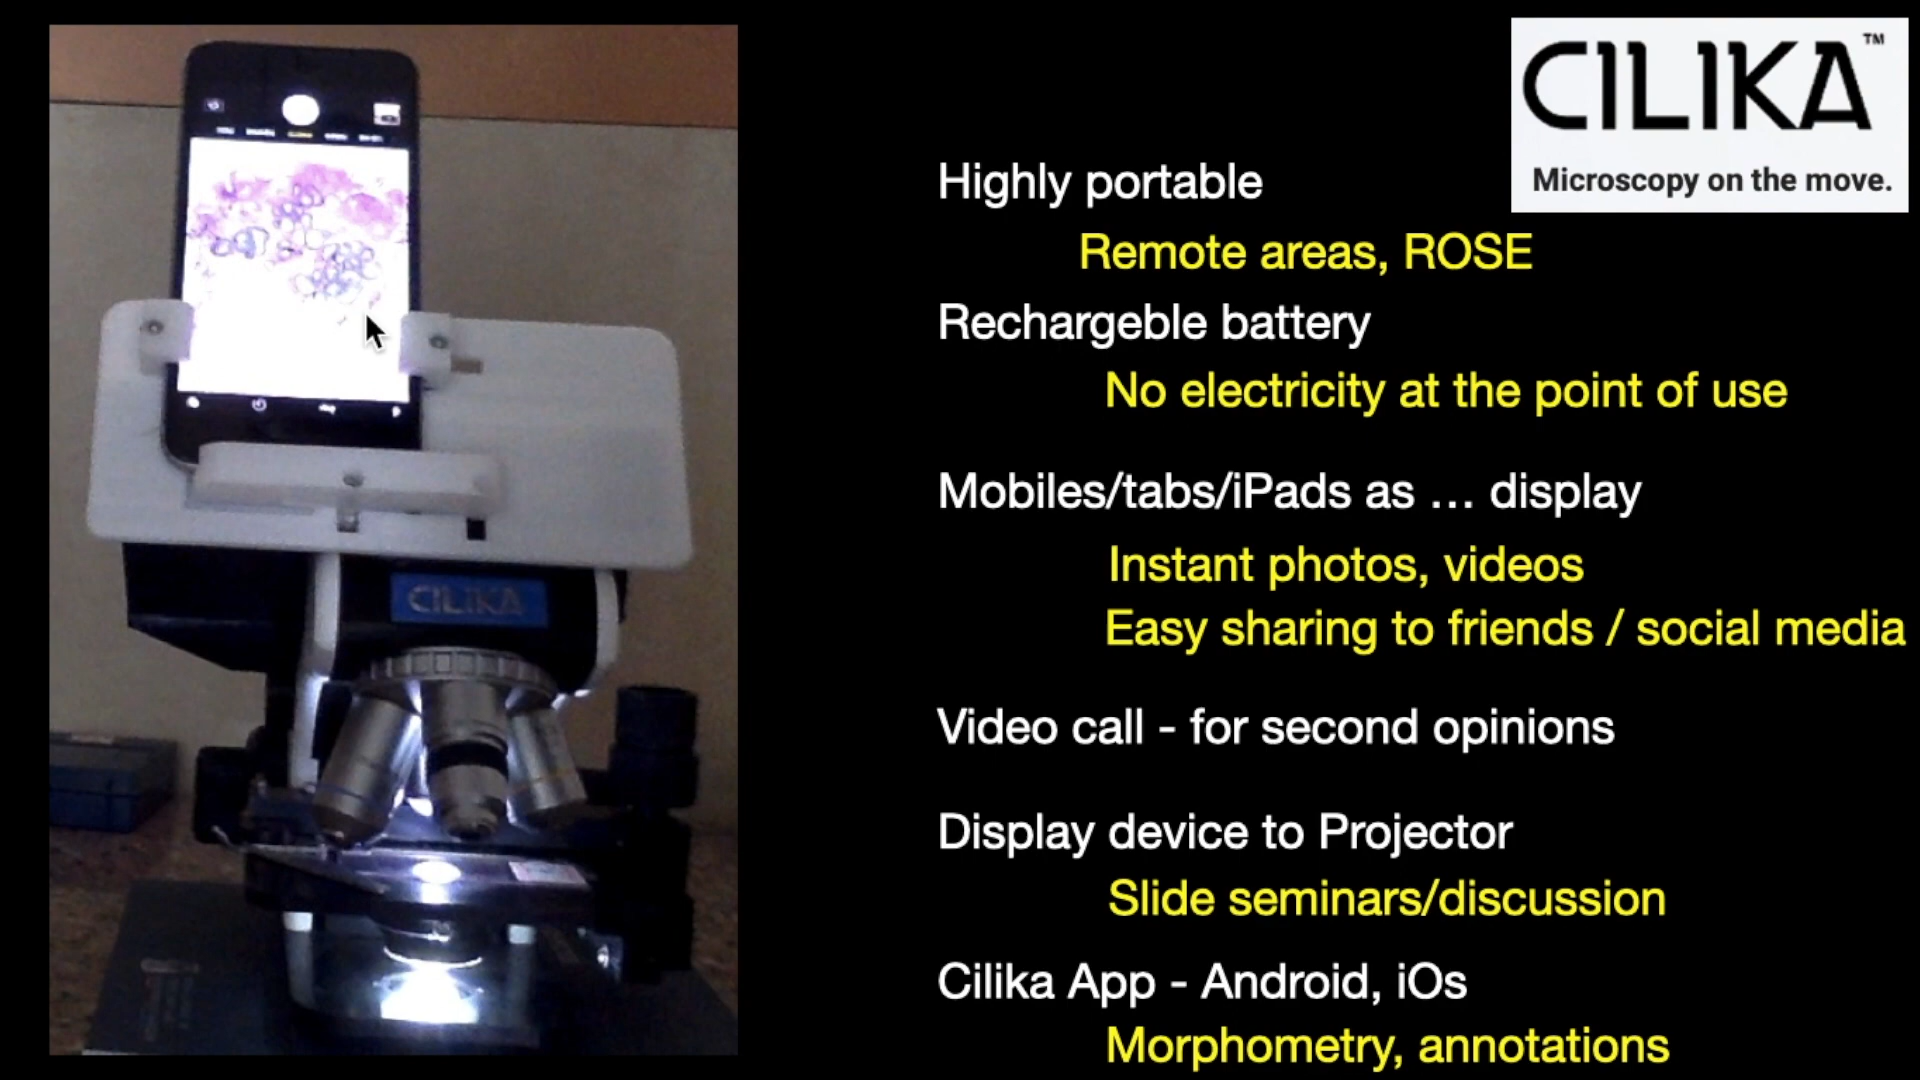 CILIKA™
Microscopy on the move.
Highly portable
Remote areas, ROSE
Rechargeble battery
No electricity at the point of use
Mobiles/tabs/iPads as … display
Instant photos, videos
Easy sharing to friends / social media
Video call - for second opinions
Display device to Projector
Slide seminars/discussion
Cilika App - Android, iOs
Morphometry, annotations
CILIKA